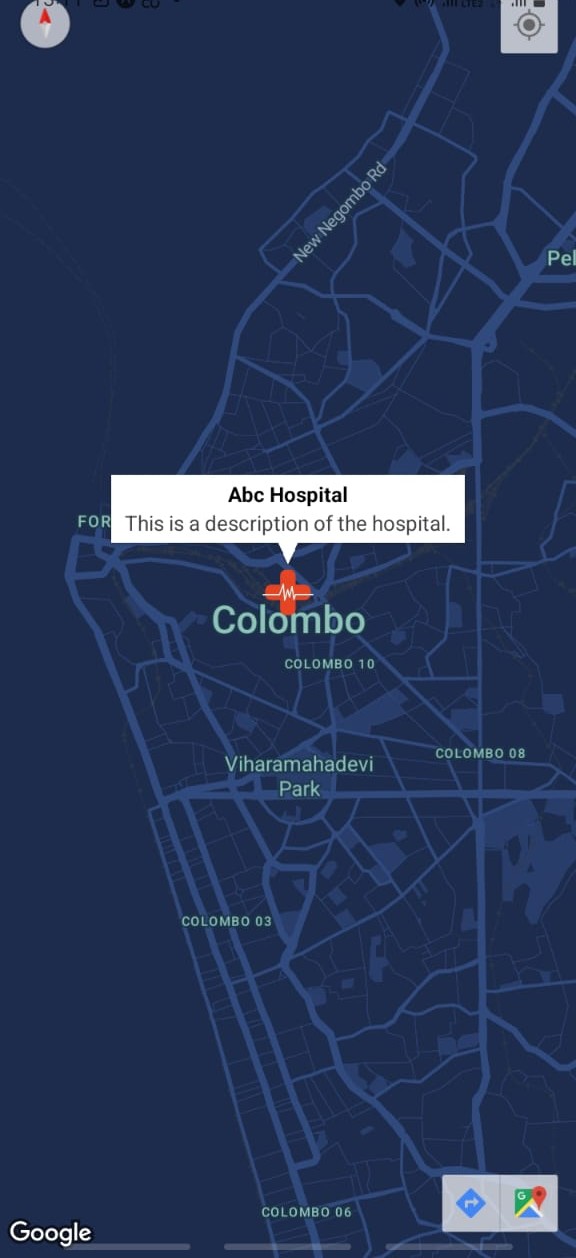 New Negombo Rd
Pel
Abc Hospital
This is a description of the hospital.
FOR
Colombo
COLOMBO 10
COLOMBO 08
Viharamahadevi
Park
COLOMBO 03
COLOMBO 06
Google